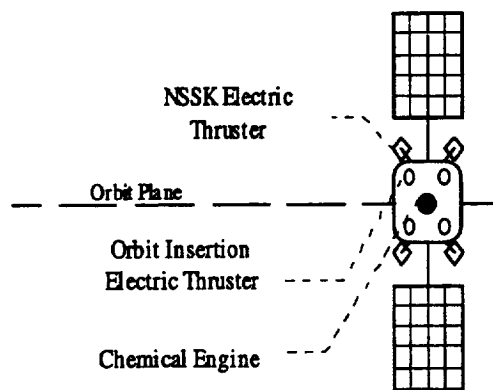 NSSK Electric
Thruster
Orbit Plane
Orbit Insertion
Electric Thruster
Chemical Engine